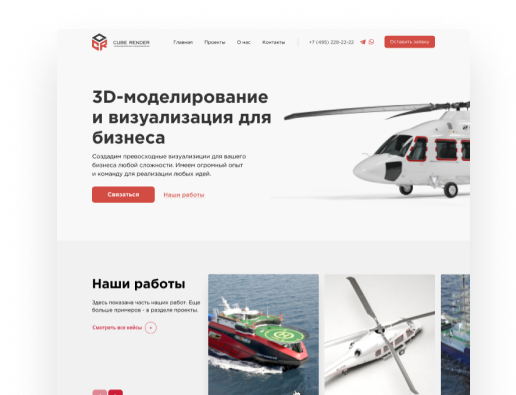 CUBE RENDER
Главная
Проекты
О нас
Контакты
+7 (495) 228-22-22
Оставить заявку
3D-моделирование
и визуализация для
бизнеса
Создадим превосходные визуализации для вашего
бизнеса любой сложности. Имеем огромный опыт
и команду для реализации любых идей.
Связаться
Наши работы
Наши работы
Здесь показана часть наших работ. Еще
больше примеров - в разделе проекты.
Смотреть все кейсы